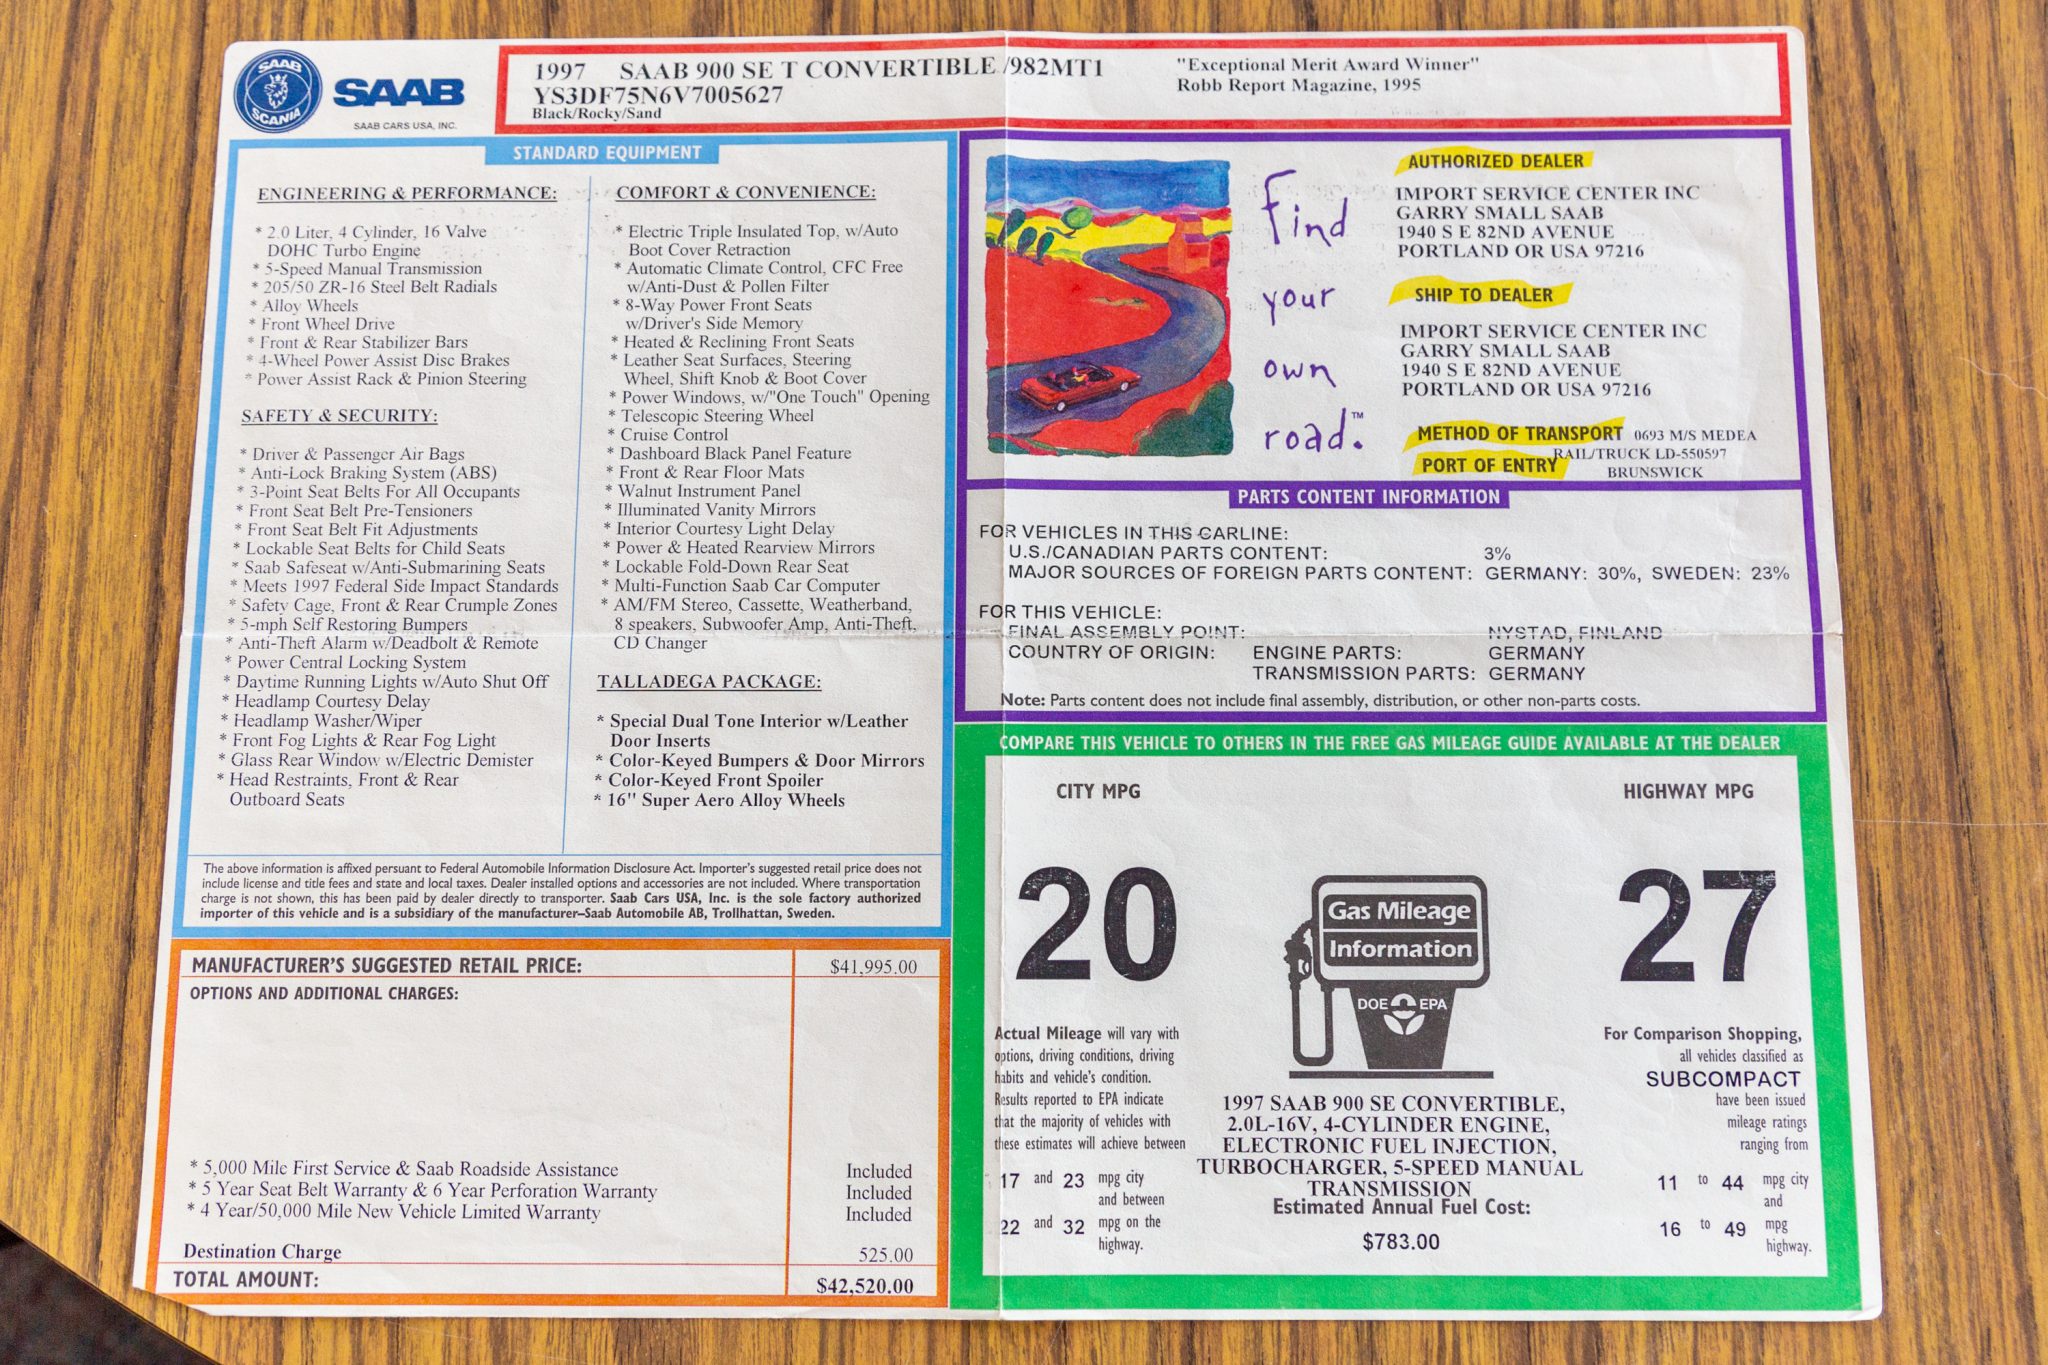 SAAB
SCANIA
SAAB
SAAB CARS USA, INC.
1997 SAAB 900 SE T CONVERTIBLE /982MT1
YS3DF75N6V7005627
Black/Rocky/Sand
"Exceptional Merit Award Winner"
Robb Report Magazine, 1995
STANDARD EQUIPMENT
ENGINEERING & PERFORMANCE:
* 2.0 Liter, 4 Cylinder, 16 Valve
DOHC Turbo Engine
* 5-Speed Manual Transmission
* 205/50 ZR-16 Steel Belt Radials
* Alloy Wheels
* Front Wheel Drive
* Front & Rear Stabilizer Bars
* 4-Wheel Power Assist Disc Brakes
* Power Assist Rack & Pinion Steering
SAFETY & SECURITY:
* Driver & Passenger Air Bags
* Anti-Lock Braking System (ABS)
* 3-Point Seat Belts For All Occupants
* Front Seat Belt Pre-Tensioners
* Front Seat Belt Fit Adjustments
* Lockable Seat Belts for Child Seats
* Saab Safeseat w/Anti-Submarining Seats
* Meets 1997 Federal Side Impact Standards
* Safety Cage, Front & Rear Crumple Zones
* 5-mph Self Restoring Bumpers
* Anti-Theft Alarm w/Deadbolt & Remote
* Power Central Locking System
* Daytime Running Lights w/Auto Shut Off
* Headlamp Courtesy Delay
* Headlamp Washer/Wiper
* Front Fog Lights & Rear Fog Light
* Glass Rear Window w/Electric Demister
* Head Restraints, Front & Rear
Outboard Seats
COMFORT & CONVENIENCE:
* Electric Triple Insulated Top, w/Auto
Boot Cover Retraction
* Automatic Climate Control, CFC Free
w/Anti-Dust & Pollen Filter
* 8-Way Power Front Seats
w/Driver's Side Memory
* Heated & Reclining Front Seats
* Leather Seat Surfaces, Steering
Wheel, Shift Knob & Boot Cover
* Power Windows, w/"One Touch" Opening
* Telescopic Steering Wheel
* Cruise Control
* Dashboard Black Panel Feature
* Front & Rear Floor Mats
* Walnut Instrument Panel
* Illuminated Vanity Mirrors
* Interior Courtesy Light Delay
* Power & Heated Rearview Mirrors
* Lockable Fold-Down Rear Seat
* Multi-Function Saab Car Computer
* AM/FM Stereo, Cassette, Weatherband,
8 speakers, Subwoofer Amp, Anti-Theft,
CD Changer
TALLADEGA PACKAGE:
* Special Dual Tone Interior w/Leather
Door Inserts
* Color-Keyed Bumpers & Door Mirrors
* Color-Keyed Front Spoiler
* 16" Super Aero Alloy Wheels
The above information is affixed pursuant to Federal Automobile Information Disclosure Act. Importer's suggested retail price does not
include license and title fees and state and local taxes. Dealer installed options and accessories are not included. Where transportation
charge is not shown, this has been paid by dealer directly to transporter. Saab Cars USA, Inc. is the sole factory authorized
importer of this vehicle and is a subsidiary of the manufacturer–Saab Automobile AB, Trollhattan, Sweden.
MANUFACTURER'S SUGGESTED RETAIL PRICE: $41,995.00
OPTIONS AND ADDITIONAL CHARGES:
* 5,000 Mile First Service & Saab Roadside Assistance Included
* 5 Year Seat Belt Warranty & 6 Year Perforation Warranty Included
* 4 Year/50,000 Mile New Vehicle Limited Warranty Included
Destination Charge 525.00
TOTAL AMOUNT: $42,520.00
Find
your
own
road.™
AUTHORIZED DEALER
IMPORT SERVICE CENTER INC
GARRY SMALL SAAB
1940 S E 82ND AVENUE
PORTLAND OR USA 97216
SHIP TO DEALER
IMPORT SERVICE CENTER INC
GARRY SMALL SAAB
1940 S E 82ND AVENUE
PORTLAND OR USA 97216
METHOD OF TRANSPORT 0693 M/S MEDEA
RAIL/TRUCK LD-550597
PORT OF ENTRY BRUNSWICK
PARTS CONTENT INFORMATION
FOR VEHICLES IN THIS CARLINE:
U.S./CANADIAN PARTS CONTENT: 3%
MAJOR SOURCES OF FOREIGN PARTS CONTENT: GERMANY: 30%, SWEDEN: 23%
FOR THIS VEHICLE:
FINAL ASSEMBLY POINT: NYSTAD, FINLAND
COUNTRY OF ORIGIN: ENGINE PARTS: GERMANY
TRANSMISSION PARTS: GERMANY
Note: Parts content does not include final assembly, distribution, or other non-parts costs.
COMPARE THIS VEHICLE TO OTHERS IN THE FREE GAS MILEAGE GUIDE AVAILABLE AT THE DEALER
CITY MPG
20
Actual Mileage will vary with
options, driving conditions, driving
habits and vehicle's condition.
Results reported to EPA indicate
that the majority of vehicles with
these estimates will achieve between
17 and 23 mpg city
and between
22 and 32 mpg on the
highway.
Gas Mileage
Information
DOE EPA
1997 SAAB 900 SE CONVERTIBLE,
2.0L-16V, 4-CYLINDER ENGINE,
ELECTRONIC FUEL INJECTION,
TURBOCHARGER, 5-SPEED MANUAL
TRANSMISSION
Estimated Annual Fuel Cost:
$783.00
HIGHWAY MPG
27
For Comparison Shopping,
all vehicles classified as
SUBCOMPACT
have been issued
mileage ratings
ranging from
11 to 44 mpg city
and
16 to 49 mpg
highway.